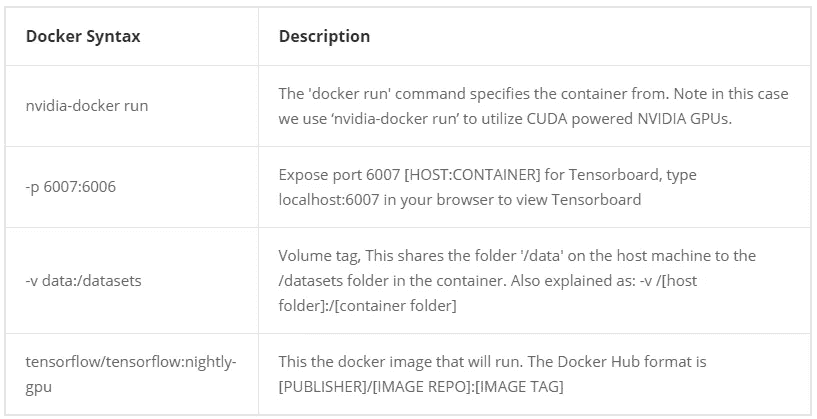 Docker Syntax
Description
nvidia-docker run
The 'docker run' command specifies the container from. Note in this case
we use ‘nvidia-docker run’ to utilize CUDA powered NVIDIA GPUs.
-p 6007:6006
Expose port 6007 [HOST:CONTAINER] for Tensorboard, type
localhost:6007 in your browser to view Tensorboard
-v data:/datasets
Volume tag, This shares the folder '/data' on the host machine to the
/datasets folder in the container. Also explained as: -v /[host
folder]:/[container folder]
tensorflow/tensorflow:nightly-
gpu
This the docker image that will run. The Docker Hub format is
[PUBLISHER]/[IMAGE REPO]:[IMAGE TAG]